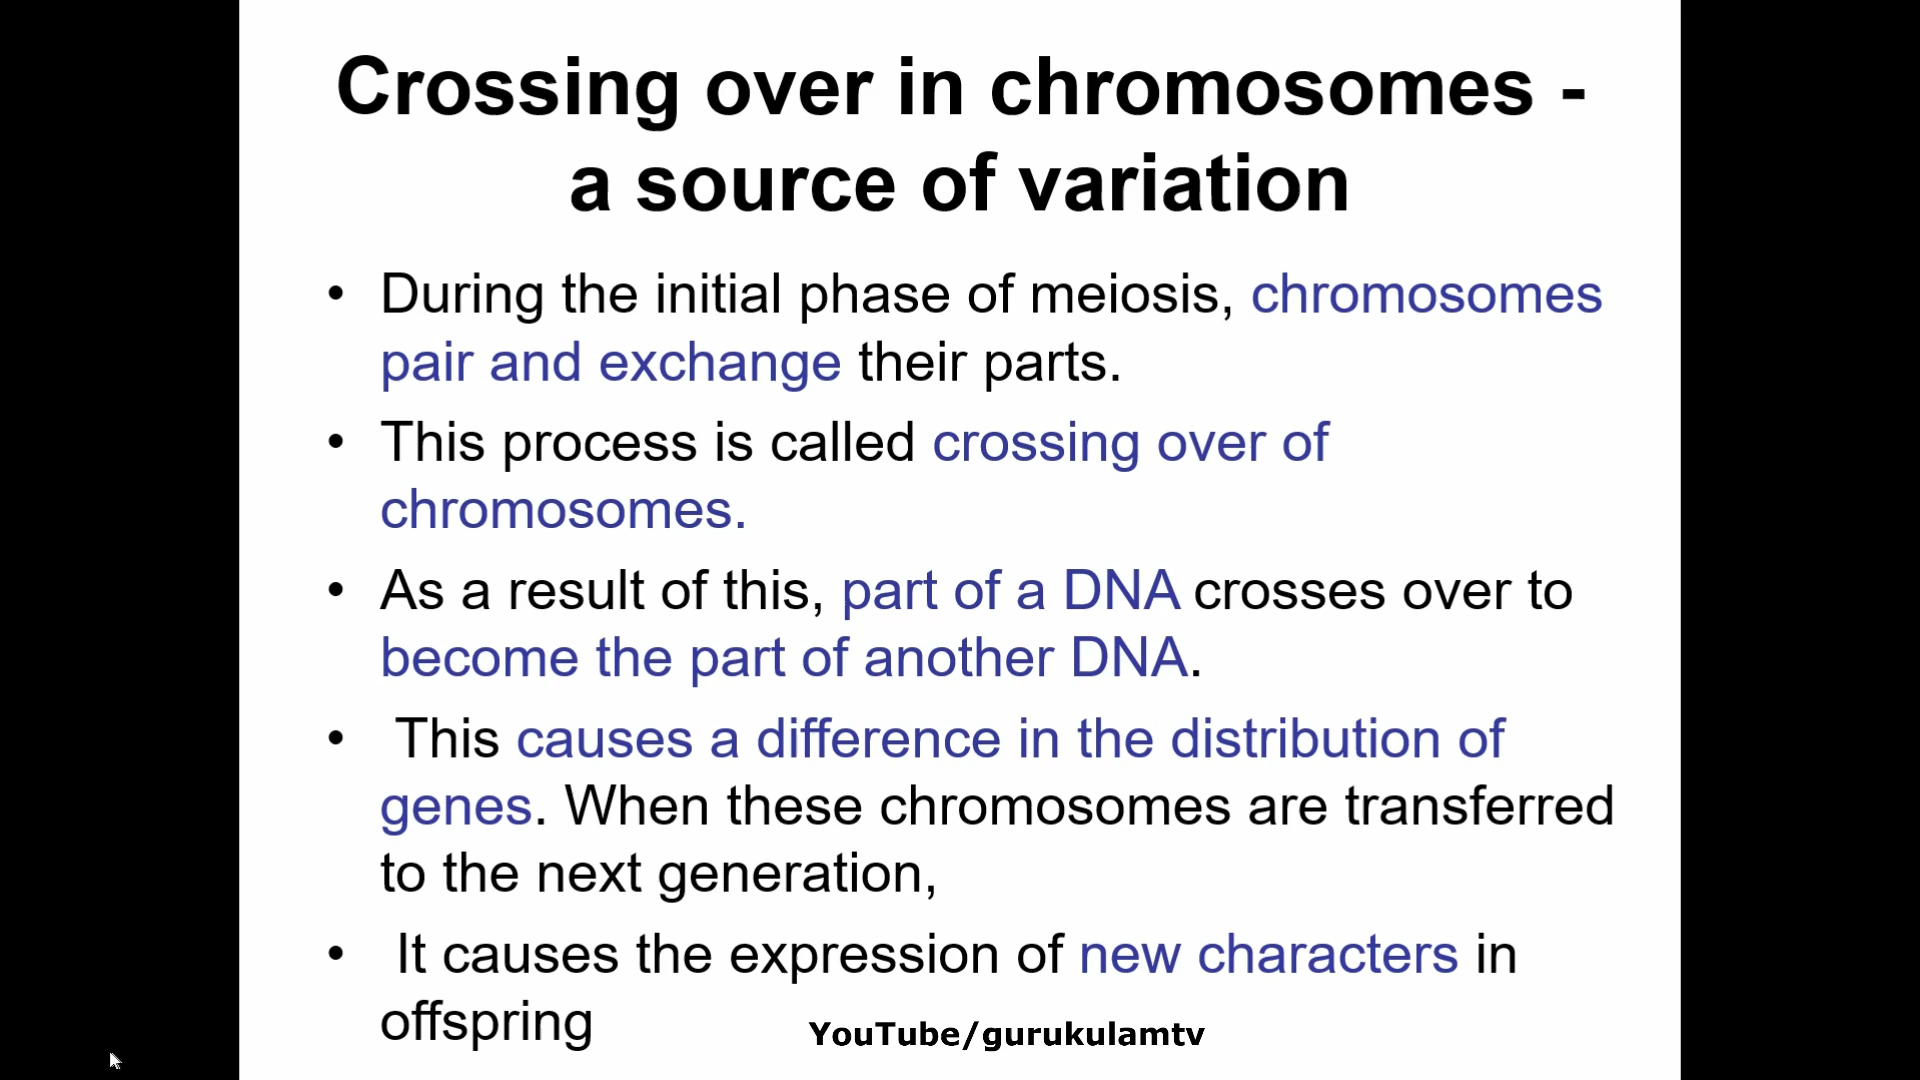 Crossing over in chromosomes -
a source of variation
• During the initial phase of meiosis, chromosomes
pair and exchange their parts.
• This process is called crossing over of
chromosomes.
• As a result of this, part of a DNA crosses over to
become the part of another DNA.
• This causes a difference in the distribution of
genes. When these chromosomes are transferred
to the next generation,
• It causes the expression of new characters in
offspring
YouTube/gurukulamtv